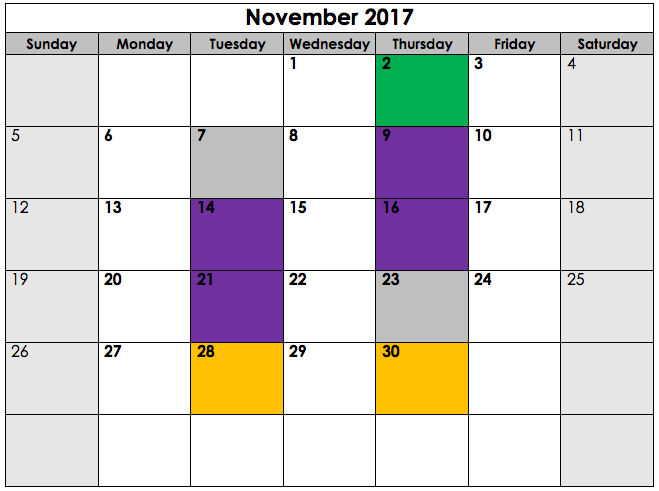 November 2017
Sunday Monday Tuesday Wednesday Thursday Friday Saturday
1 2 3 4
5 6 7 8 9 10 11
12 13 14 15 16 17 18
19 20 21 22 23 24 25
26 27 28 29 30